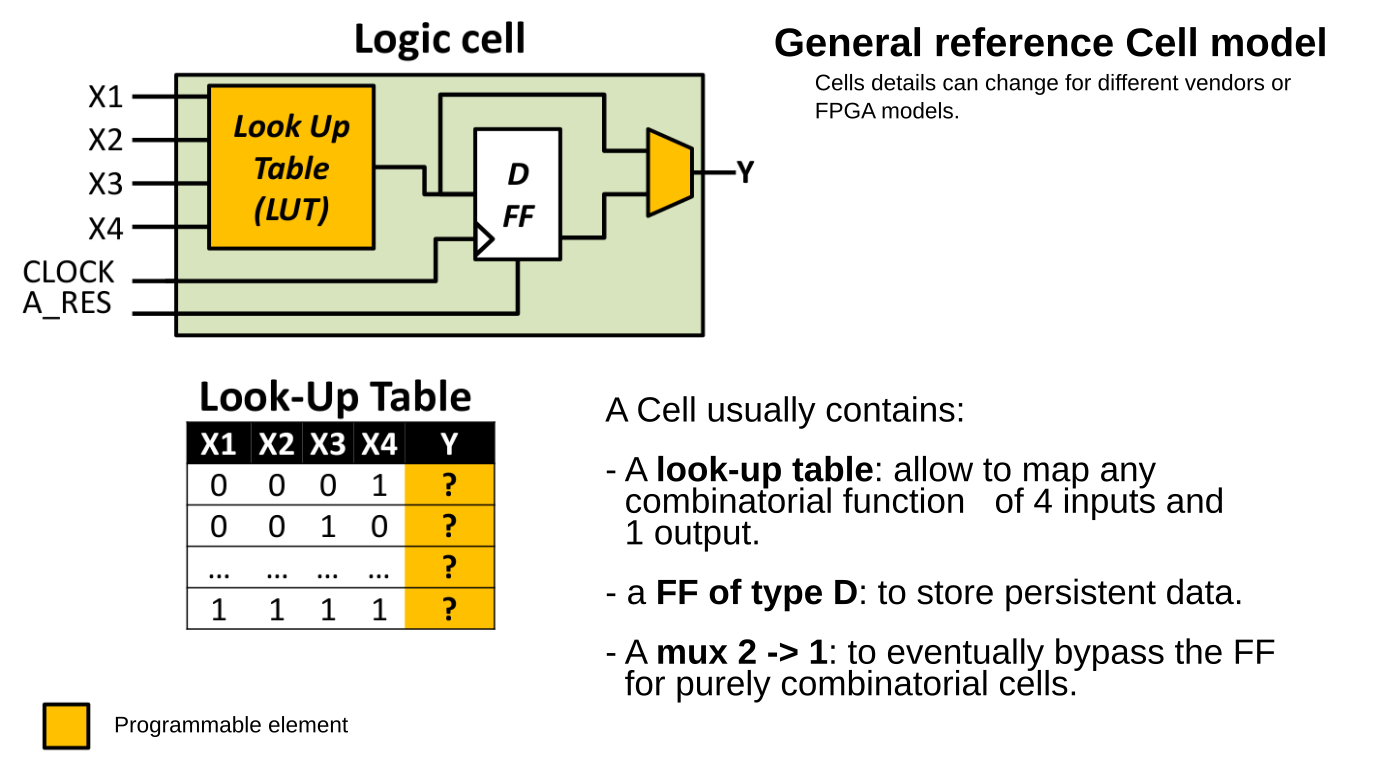 Logic cell
General reference Cell model
Cells details can change for different vendors or
FPGA models.
X1
X2
X3
X4
CLOCK
A_RES
Look Up
Table
(LUT)
D
FF
Y
Look-Up Table
X1 X2 X3 X4 Y
0 0 0 1 ?
0 0 1 0 ?
... ... ... ... ?
1 1 1 1 ?
A Cell usually contains:
- A look-up table: allow to map any
combinatorial function of 4 inputs and
1 output.
- a FF of type D: to store persistent data.
- A mux 2 -> 1: to eventually bypass the FF
for purely combinatorial cells.
Programmable element